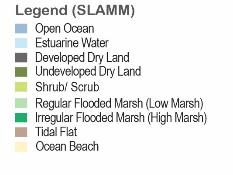 Legend (SLAMM)
Open Ocean
Estuarine Water
Developed Dry Land
Undeveloped Dry Land
Shrub/ Scrub
Regular Flooded Marsh (Low Marsh)
Irregular Flooded Marsh (High Marsh)
Tidal Flat
Ocean Beach